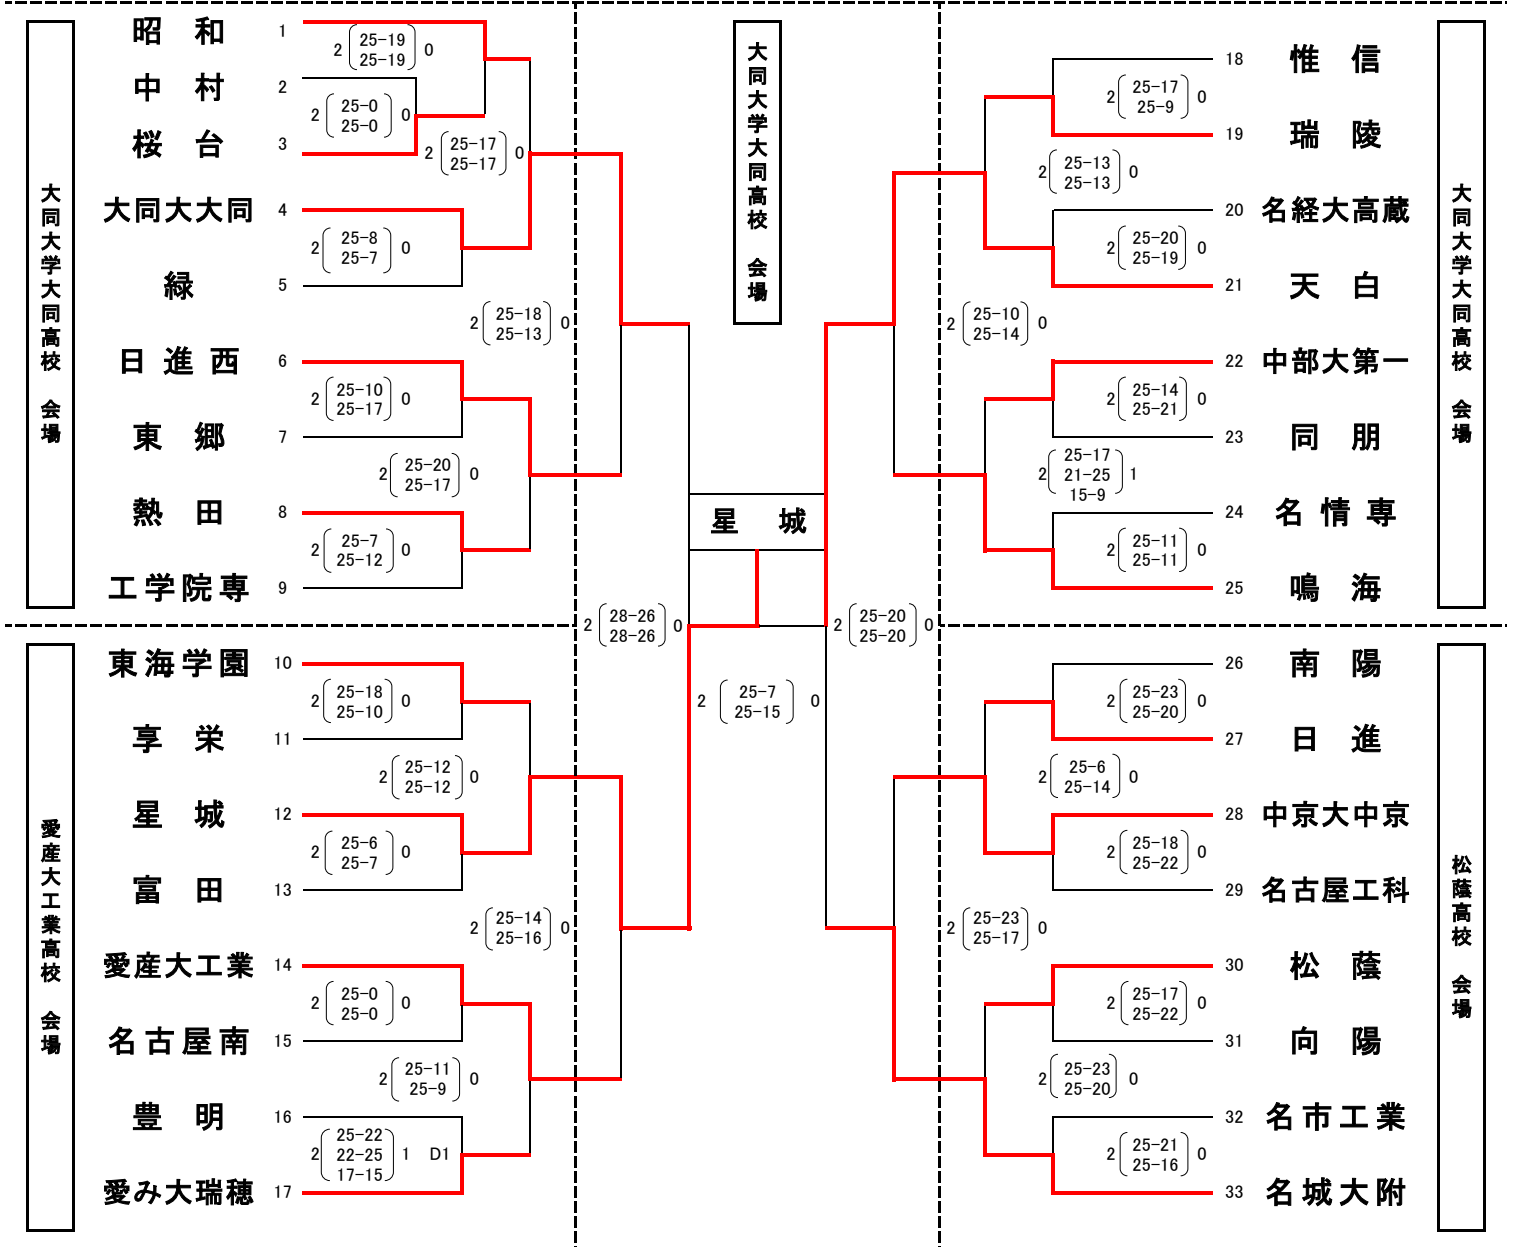 大同大学大同高校　会場
昭　和 1
2 25-19 0
25-19
中　村 2
2 25-0 0
25-0
桜　台 3
2 25-17 0
25-17
大同大大同 4
2 25-8 0
25-7
緑 5
2 25-18 0
25-13
日 進 西 6
2 25-10 0
25-17
東　郷 7
2 25-20 0
25-17
熱　田 8
2 25-7 0
25-12
工学院専 9
愛産大工業高校　会場
東海学園 10
2 25-18 0
25-10
享　栄 11
2 25-12 0
25-12
星　城 12
2 25-6 0
25-7
富　田 13
2 25-14 0
25-16
愛産大工業 14
2 25-0 0
25-0
名古屋南 15
2 25-11 0
25-9
豊　明 16
25-22
2 22-25 1 D1
17-15
愛み大瑞穂 17
大同大学大同高校　会場
星　城
2 28-26 0
28-26
2 25-20 0
25-20
2 25-7 0
25-15
18 惟　信
2 25-17 0
25-9
19 瑞　陵
2 25-13 0
25-13
20 名経大高蔵
2 25-20 0
25-19
21 天　白
2 25-10 0
25-14
22 中部大第一
2 25-14 0
25-21
23 同　朋
25-17
2 21-25 1
15-9
24 名 情 専
2 25-11 0
25-11
25 鳴　海
大同大学大同高校　会場
26 南　陽
2 25-23 0
25-20
27 日　進
2 25-6 0
25-14
28 中京大中京
2 25-18 0
25-22
29 名古屋工科
2 25-23 0
25-17
30 松　蔭
2 25-17 0
25-22
31 向　陽
2 25-23 0
25-20
32 名市工業
2 25-21 0
25-16
33 名城大附
松蔭高校　会場